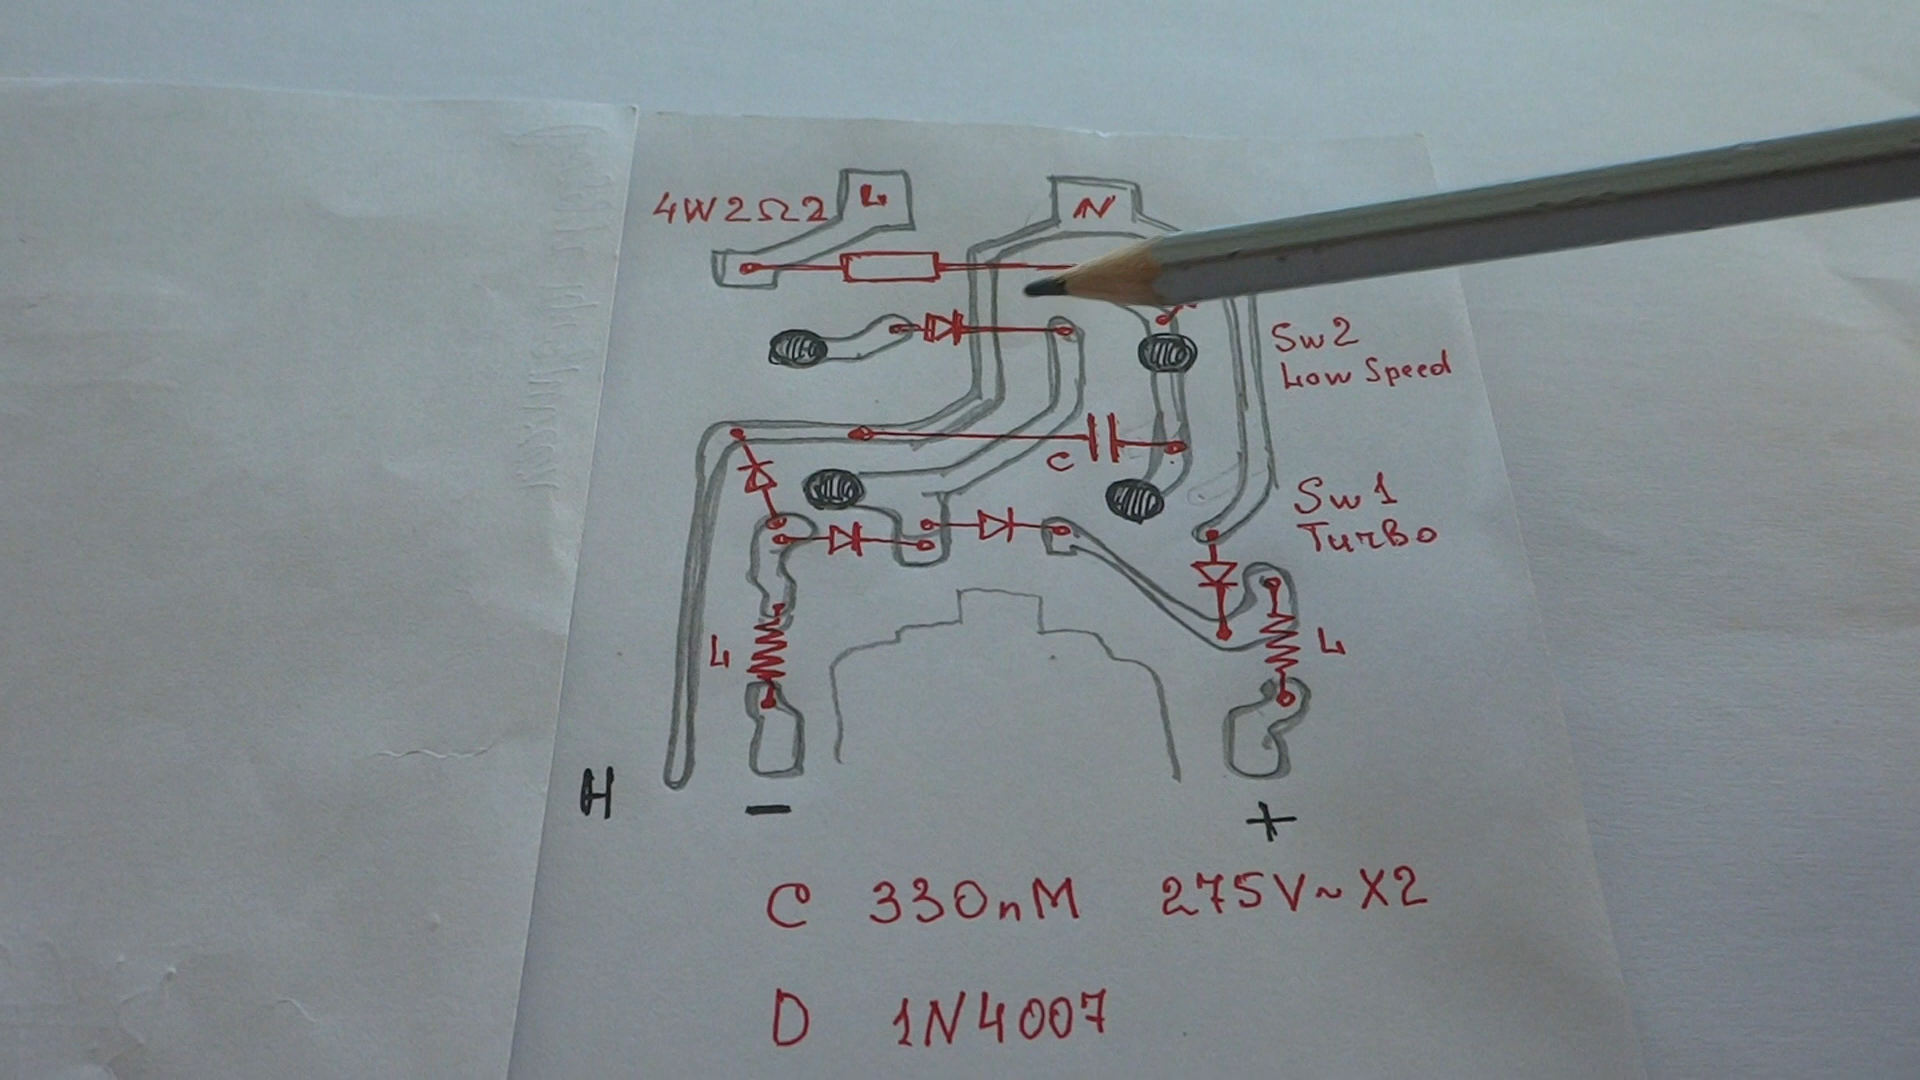 4W2Ω2 L N
Sw2
Low Speed
C
Sw1
TurBo
L L
H - +
C 330nM 275V~X2
D 1N4007